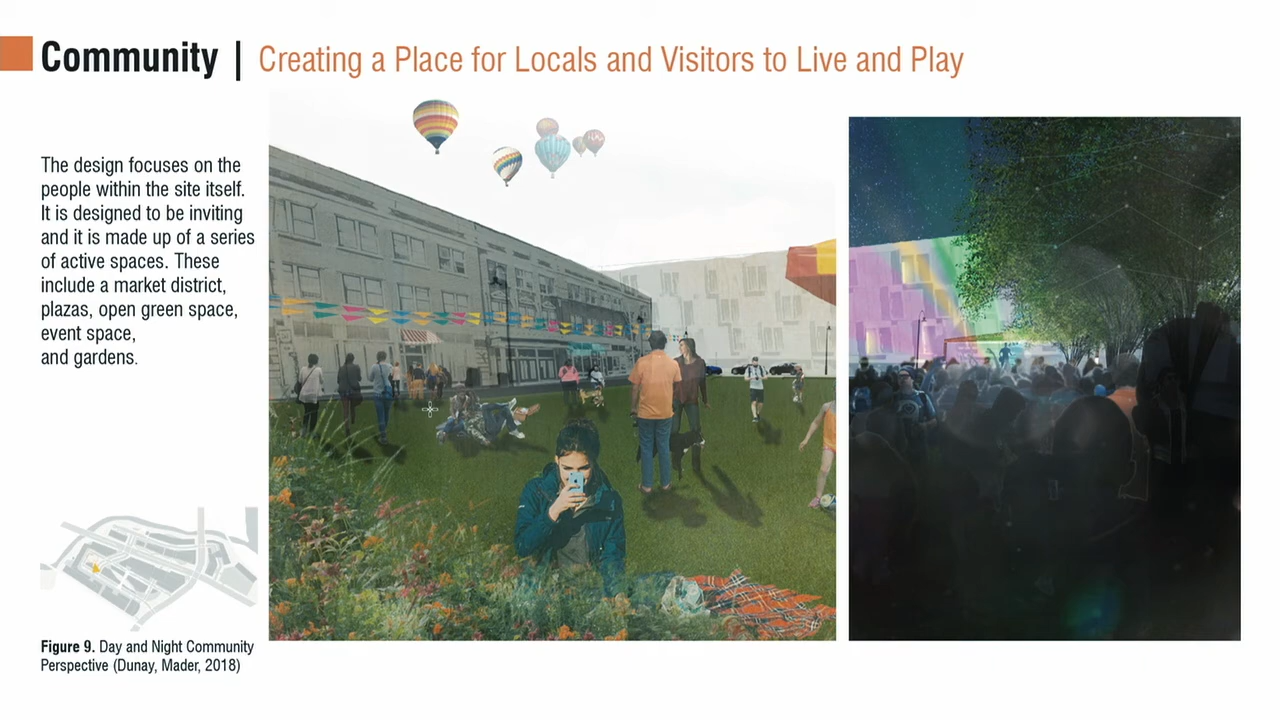 Community | Creating a Place for Locals and Visitors to Live and Play
The design focuses on the
people within the site itself.
It is designed to be inviting
and it is made up of a series
of active spaces. These
include a market district,
plazas, open green space,
event space,
and gardens.
Figure 9. Day and Night Community
Perspective (Dunay, Mader, 2018)